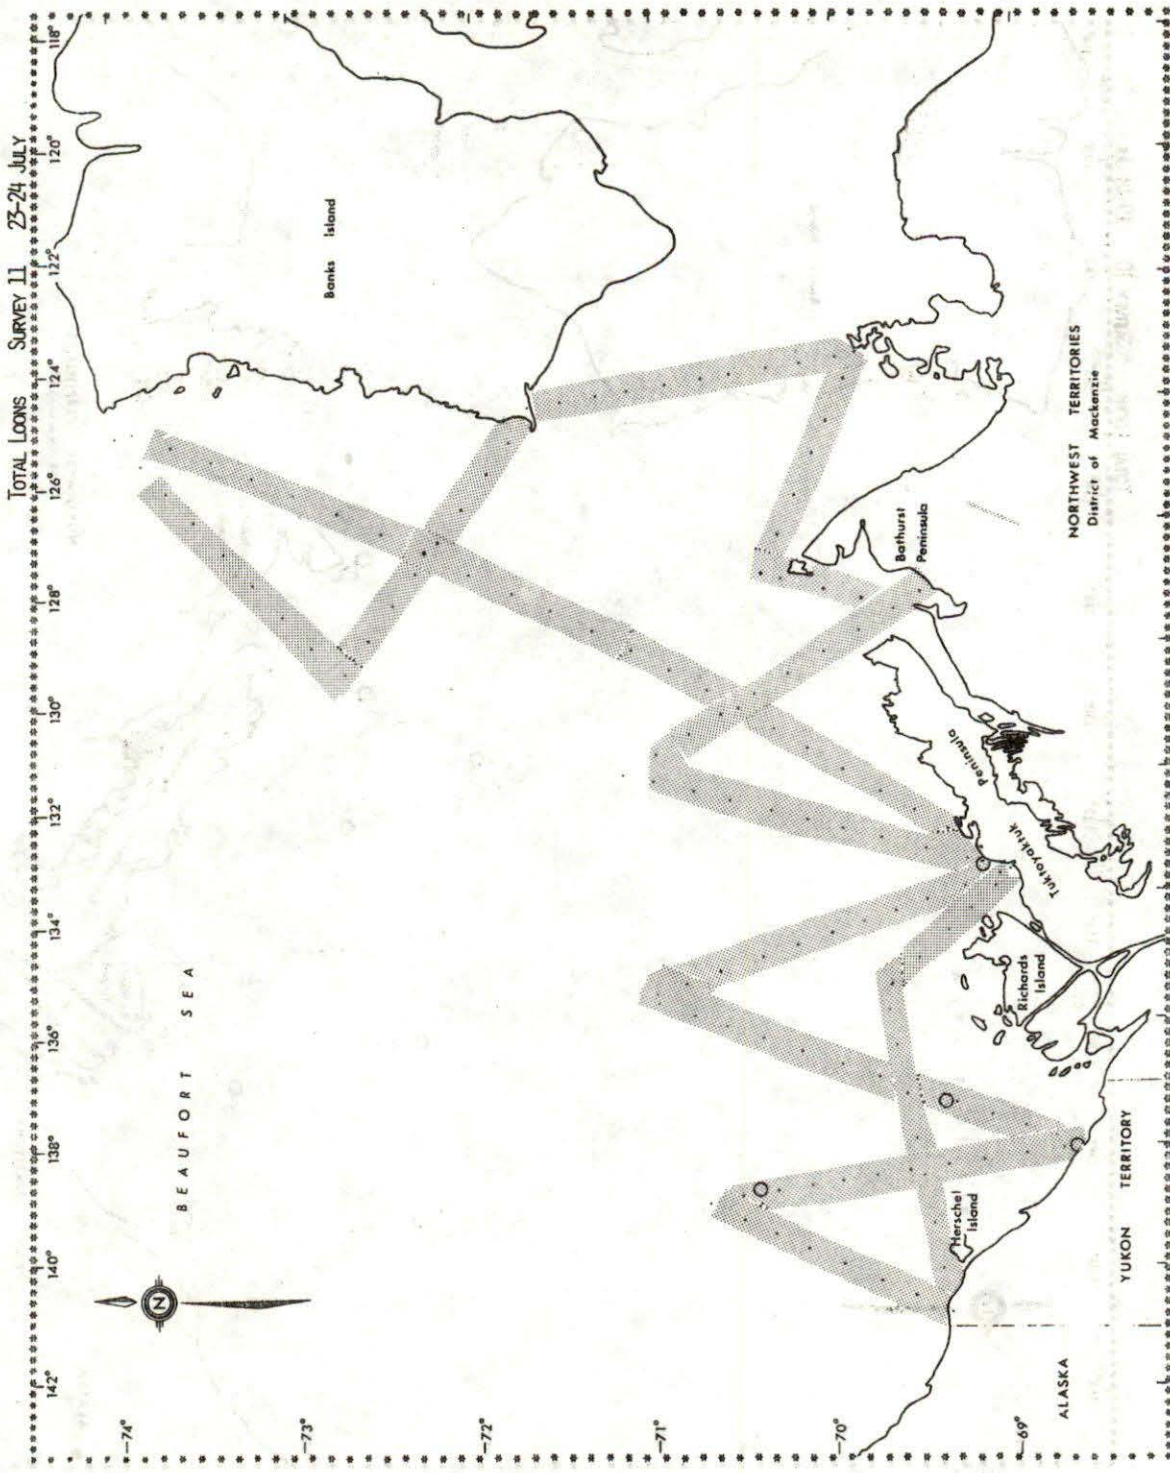 TOTAL LOONS SURVEY 11 23-24 JULY
142°
140°
138°
136°
134°
132°
130°
128°
126°
124°
122°
120°
118°
74°
73°
72°
71°
70°
69°
N
BEAUFORT SEA
Banks Island
Bathurst
Peninsula
NORTHWEST TERRITORIES
District of Mackenzie
Tuktoyaktuk Peninsula
Richards
Island
Herschel
Island
YUKON TERRITORY
ALASKA